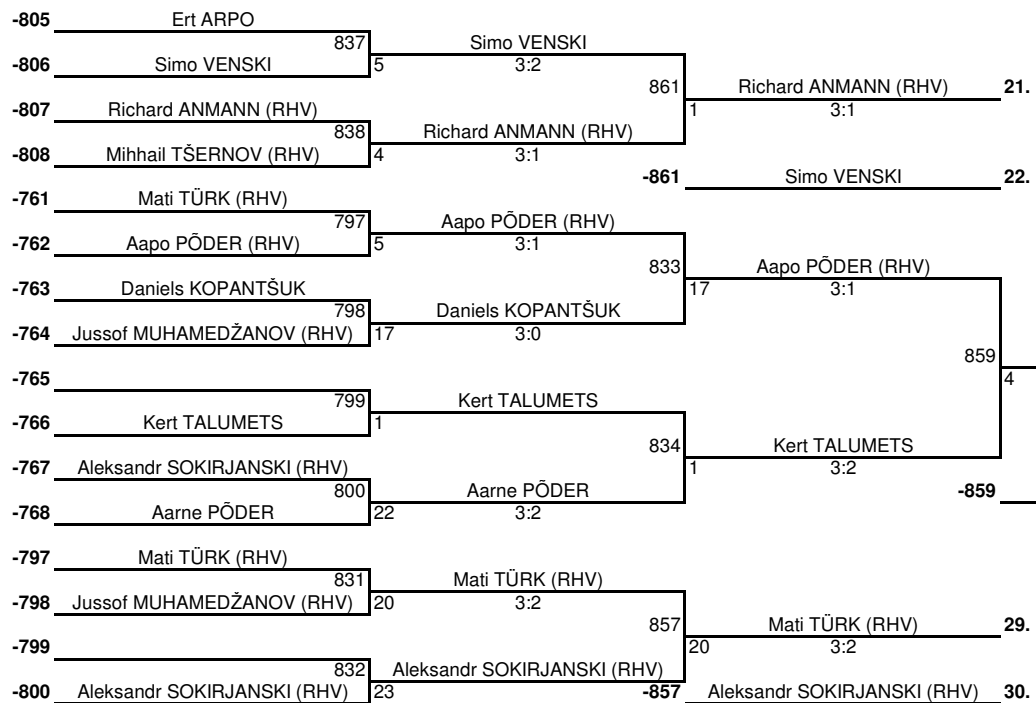 -805 Ert ARPO
837 Simo VENSKI
-806 Simo VENSKI 5 3:2
861 Richard ANMANN (RHV) 21.
-807 Richard ANMANN (RHV) 1 3:1
838 Richard ANMANN (RHV)
-808 Mihhail TŠERNOV (RHV) 4 3:1
-861 Simo VENSKI 22.
-761 Mati TÜRK (RHV)
797 Aapo PÕDER (RHV)
-762 Aapo PÕDER (RHV) 5 3:1
833 Aapo PÕDER (RHV)
-763 Daniels KOPANTŠUK 17 3:1
798 Daniels KOPANTŠUK
-764 Jussof MUHAMEDŽANOV (RHV) 17 3:0
859
-765 4
799 Kert TALUMETS
-766 Kert TALUMETS 1
834 Kert TALUMETS
-767 Aleksandr SOKIRJANSKI (RHV) 1 3:2
800 Aarne PÕDER -859
-768 Aarne PÕDER 22 3:2
-797 Mati TÜRK (RHV)
831 Mati TÜRK (RHV)
-798 Jussof MUHAMEDŽANOV (RHV) 20 3:2
857 Mati TÜRK (RHV) 29.
-799 20 3:2
832 Aleksandr SOKIRJANSKI (RHV)
-800 Aleksandr SOKIRJANSKI (RHV) 23 -857 Aleksandr SOKIRJANSKI (RHV) 30.